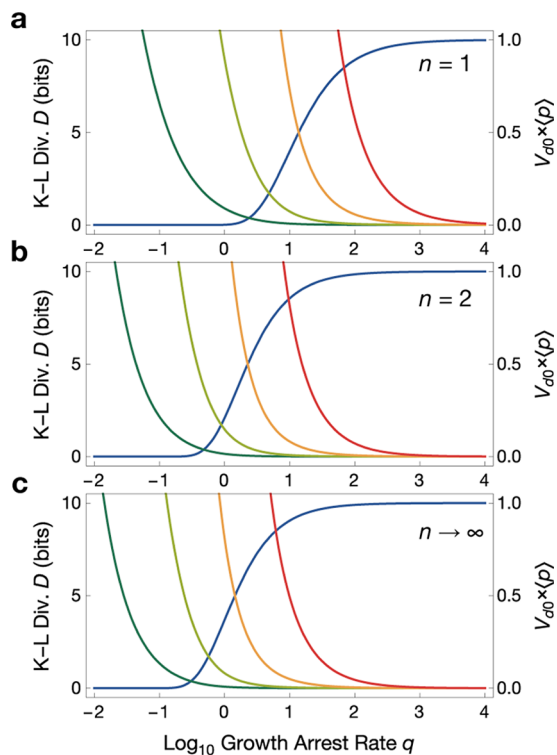 a
K–L Div. D (bits)
10
5
0
n = 1
1.0
0.5
0.0
V_d0×⟨p⟩
−2 −1 0 1 2 3 4
b
K–L Div. D (bits)
10
5
0
n = 2
1.0
0.5
0.0
V_d0×⟨p⟩
−2 −1 0 1 2 3 4
c
K–L Div. D (bits)
10
5
0
n → ∞
1.0
0.5
0.0
V_d0×⟨p⟩
−2 −1 0 1 2 3 4
Log₁₀ Growth Arrest Rate q